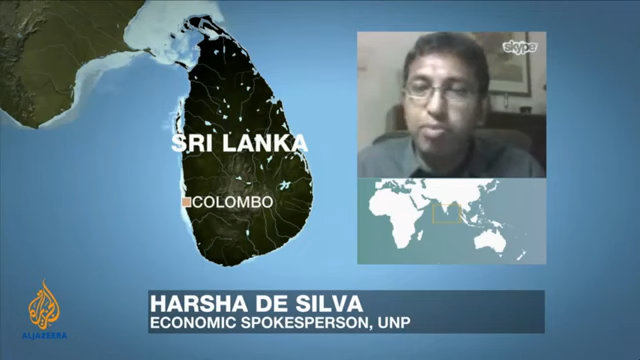 skype
SRI LANKA
COLOMBO
HARSHA DE SILVA
ECONOMIC SPOKESPERSON, UNP
ALJAZEERA